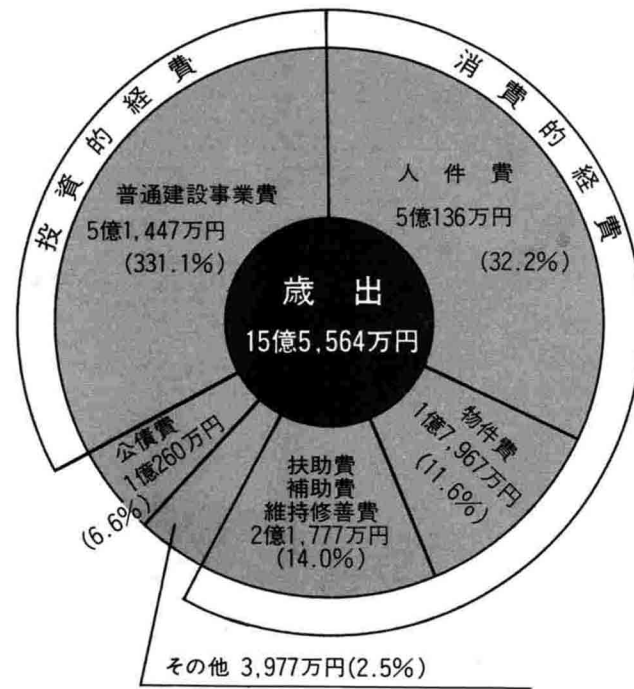 投資的経費
消費的経費
普通建設事業費
5億1,447万円
(331.1%)
人件費
5億136万円
(32.2%)
歳出
15億5,564万円
物件費
1億7,967万円
(11.6%)
扶助費
補助費
維持修善費
2億1,777万円
(14.0%)
公債費
1億260万円
(6.6%)
その他 3,977万円(2.5%)